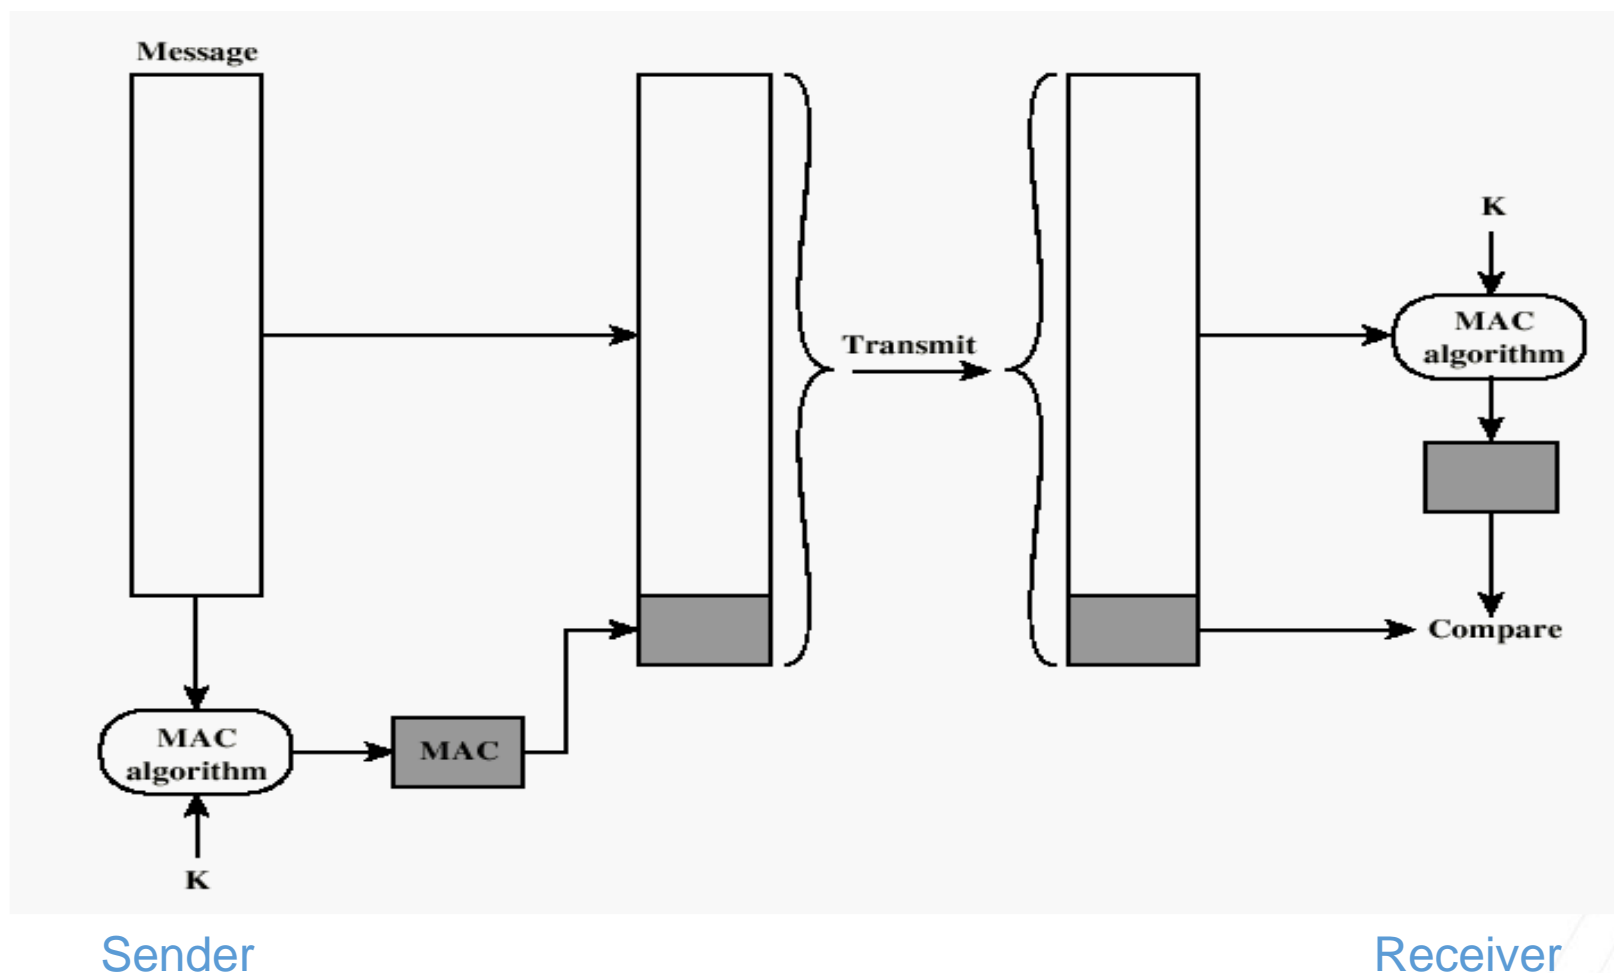 Message
K
MAC
algorithm
Transmit
Compare
MAC
algorithm
MAC
K
Sender
Receiver